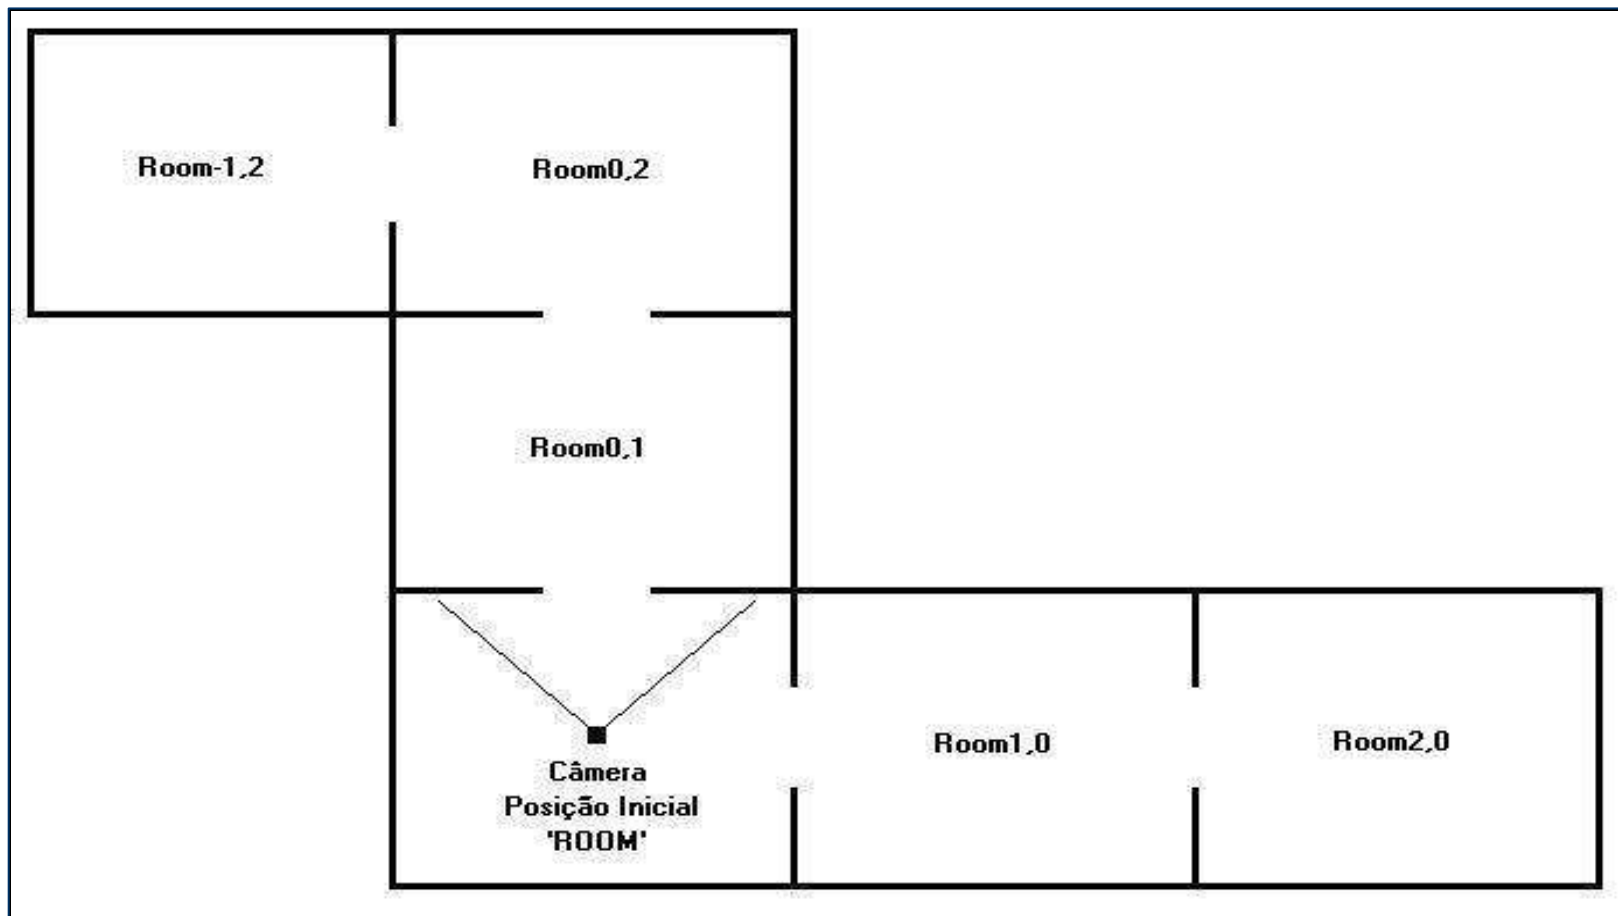 Room-1,2
Room0,2
Room0,1
Room1,0
Room2,0
Câmera
Posição Inicial
'ROOM'